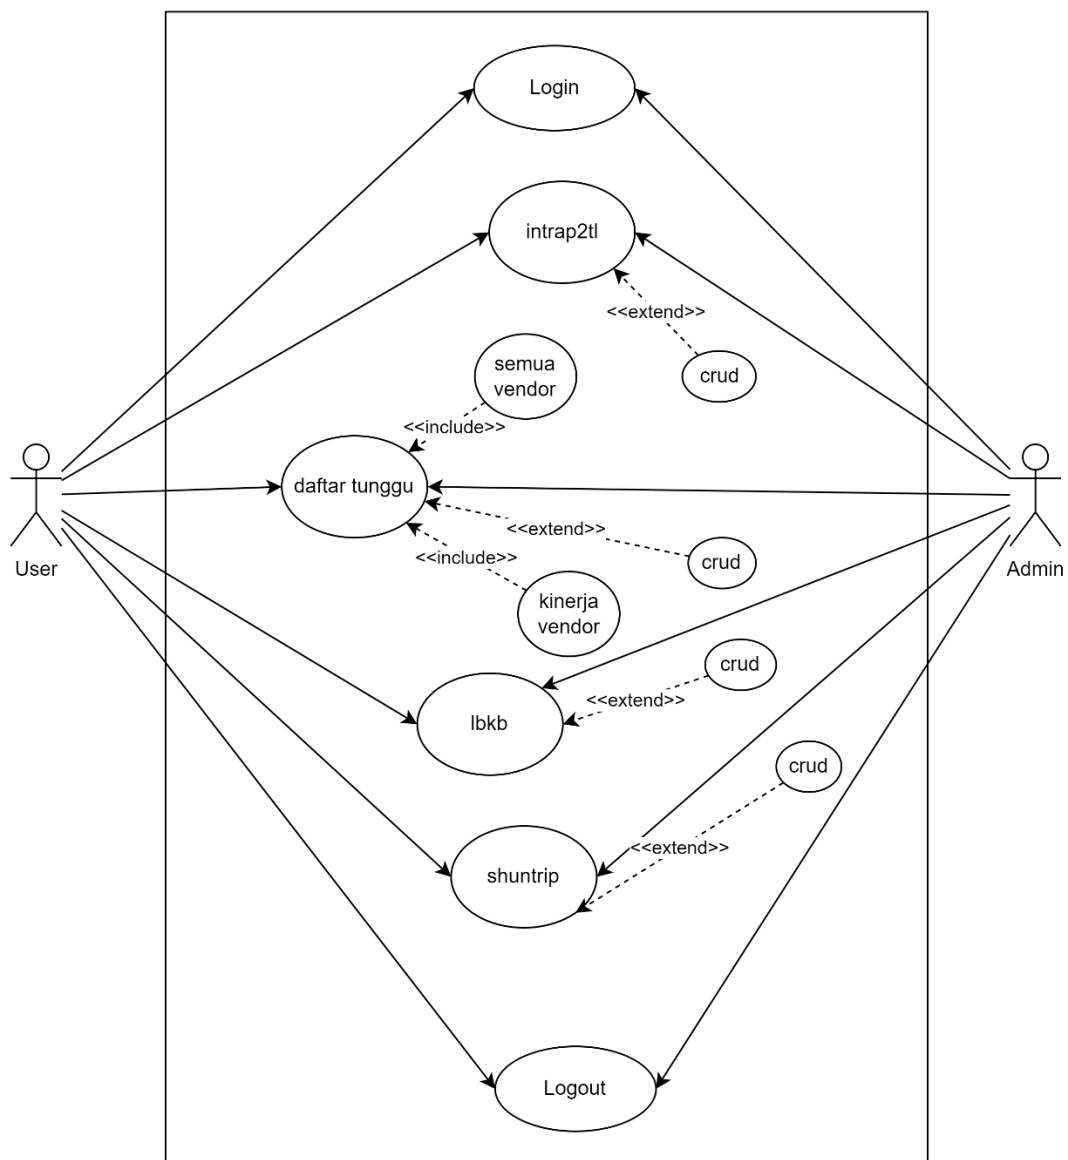 Login
intrap2tl
<<extend>>
semua
vendor
crud
<<include>>
daftar tunggu
<<extend>>
<<include>>
crud
User
Admin
kinerja
vendor
crud
<<extend>>
lbkb
crud
<<extend>>
shuntrip
Logout